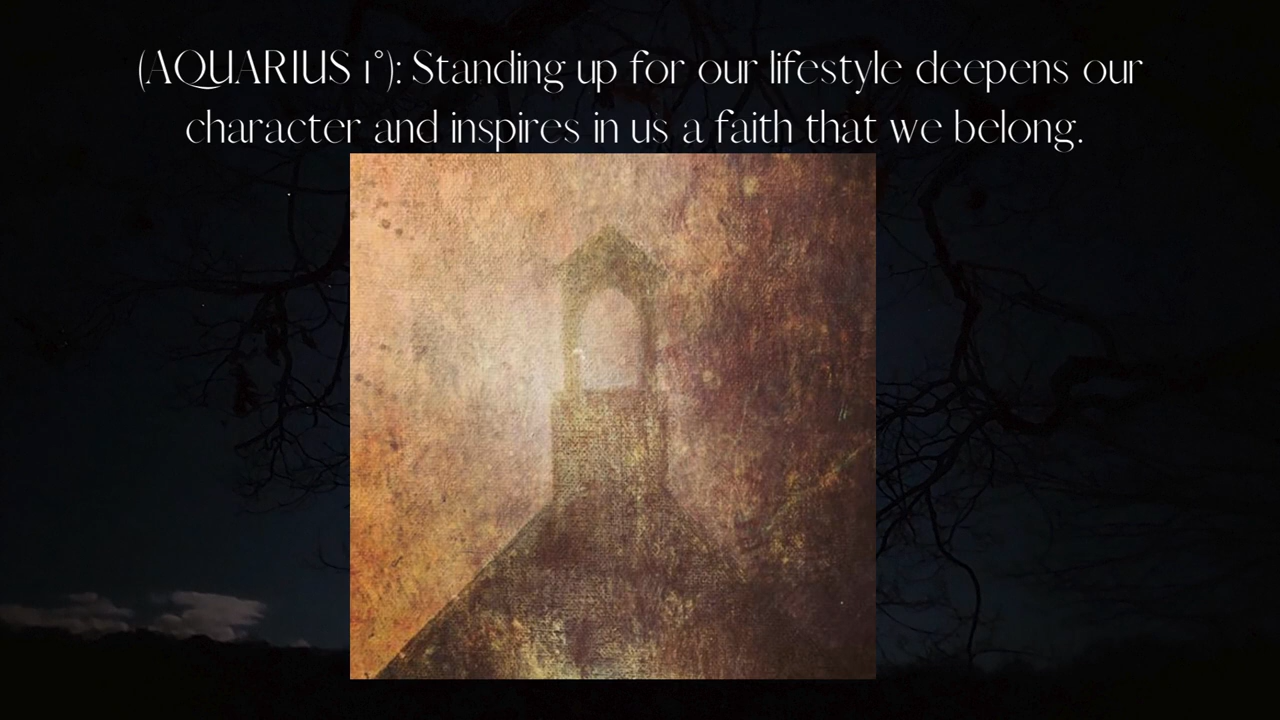 (AQUARIUS 1°): Standing up for our lifestyle deepens our
character and inspires in us a faith that we belong.